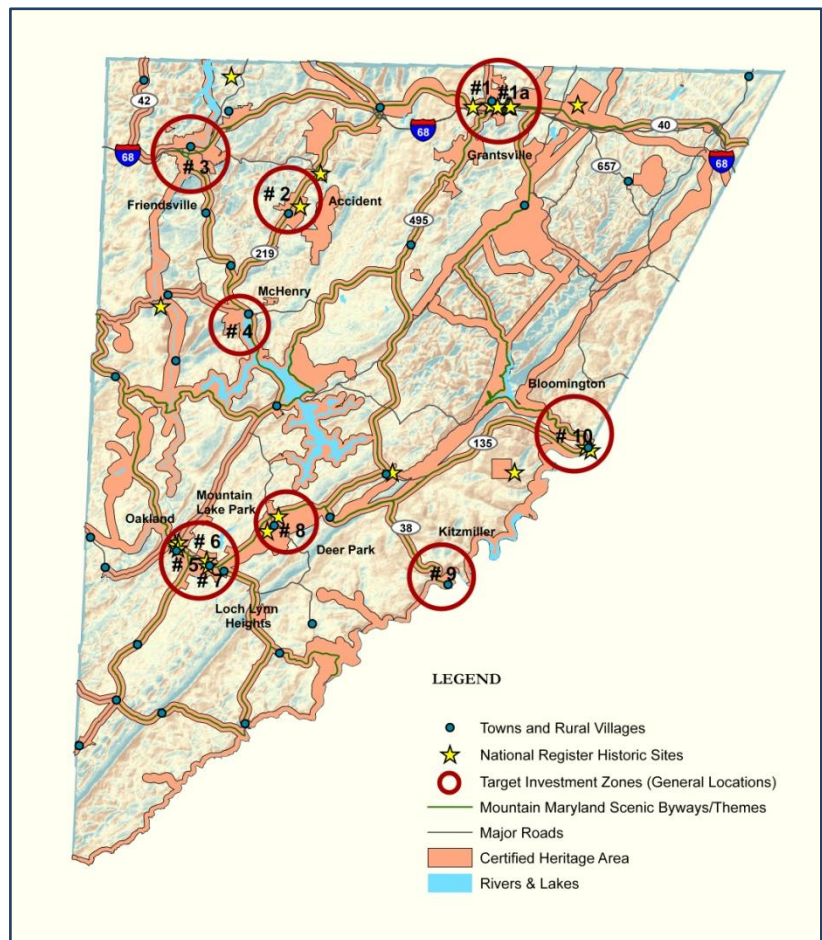 #1
#1a
42
68
40
68
Grantsville
68
# 3
657
# 2
Accident
Friendsville
495
219
McHenry
# 4
Bloomington
# 10
135
Mountain
Lake Park
Oakland
# 6
# 8
38
Kitzmiller
# 5
Deer Park
# 7
# 9
Loch Lynn
Heights
LEGEND
Towns and Rural Villages
National Register Historic Sites
Target Investment Zones (General Locations)
Mountain Maryland Scenic Byways/Themes
Major Roads
Certified Heritage Area
Rivers & Lakes